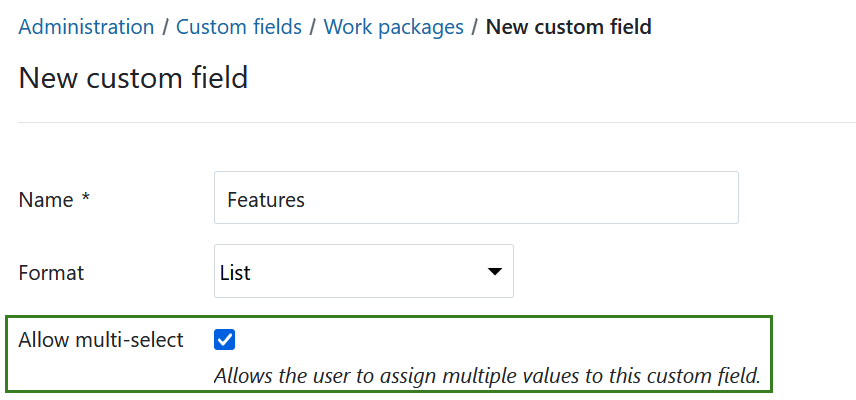 Administration / Custom fields / Work packages / New custom field
New custom field
Name * Features
Format List
Allow multi-select
Allows the user to assign multiple values to this custom field.